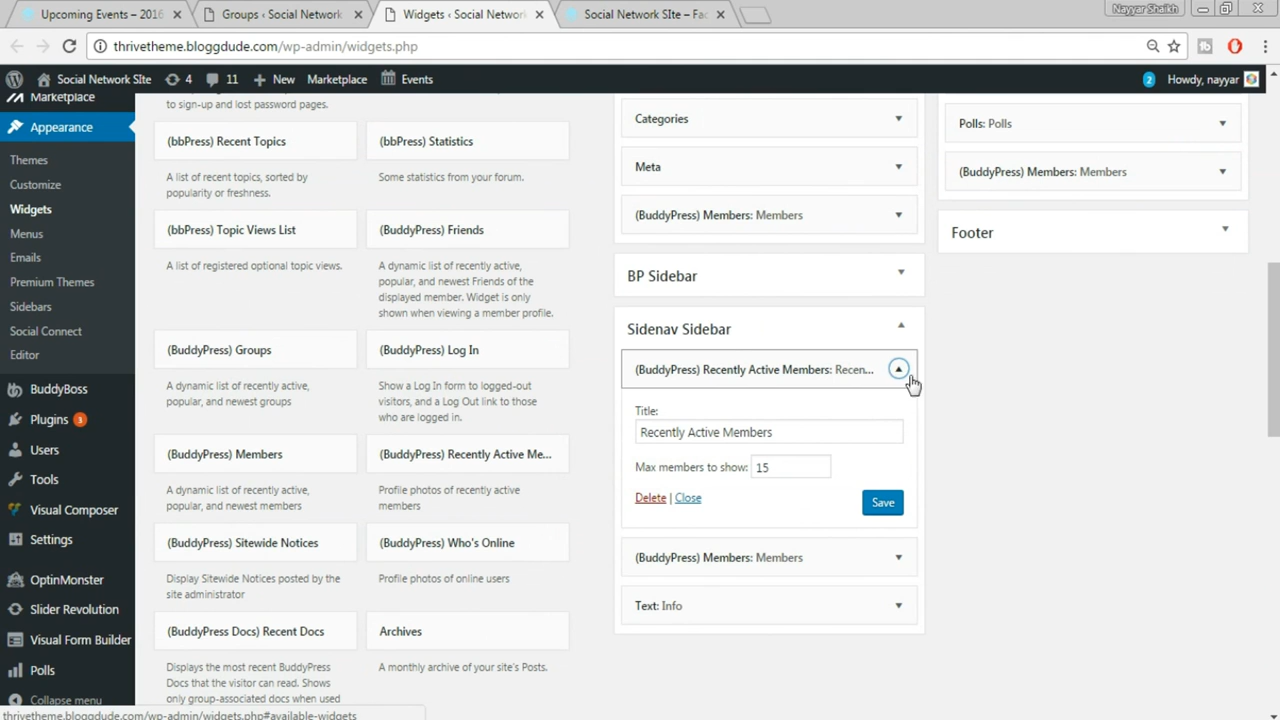 Upcoming Events – 2016
Groups ‹ Social Network
Widgets ‹ Social Network
Social Network SIte – Fac
Nayyar Shaikh
thrivetheme.bloggdude.com/wp-admin/widgets.php
Social Network SIte
4
11
New
Marketplace
Events
2
Howdy, nayyar
Marketplace
Appearance
Themes
Customize
Widgets
Menus
Emails
Premium Themes
Sidebars
Social Connect
Editor
BuddyBoss
Plugins 3
Users
Tools
Visual Composer
Settings
OptinMonster
Slider Revolution
Visual Form Builder
Polls
Collapse menu
to sign-up and lost password pages.
(bbPress) Recent Topics
A list of recent topics, sorted by
popularity or freshness.
(bbPress) Statistics
Some statistics from your forum.
(bbPress) Topic Views List
A list of registered optional topic views.
(BuddyPress) Friends
A dynamic list of recently active,
popular, and newest Friends of the
displayed member. Widget is only
shown when viewing a member profile.
(BuddyPress) Groups
A dynamic list of recently active,
popular, and newest groups
(BuddyPress) Log In
Show a Log In form to logged-out
visitors, and a Log Out link to those
who are logged in.
(BuddyPress) Members
A dynamic list of recently active,
popular, and newest members
(BuddyPress) Recently Active Me...
Profile photos of recently active
members
(BuddyPress) Sitewide Notices
Display Sitewide Notices posted by the
site administrator
(BuddyPress) Who's Online
Profile photos of online users
(BuddyPress Docs) Recent Docs
Displays the most recent BuddyPress
Docs that the visitor can read. Shows
only group-associated docs when used
Archives
A monthly archive of your site's Posts.
Categories
Meta
(BuddyPress) Members: Members
BP Sidebar
Sidenav Sidebar
(BuddyPress) Recently Active Members: Recen...
Title:
Recently Active Members
Max members to show: 15
Delete | Close
Save
(BuddyPress) Members: Members
Text: Info
Polls: Polls
(BuddyPress) Members: Members
Footer
thrivetheme.bloggdude.com/wp-admin/widgets.php#available-widgets